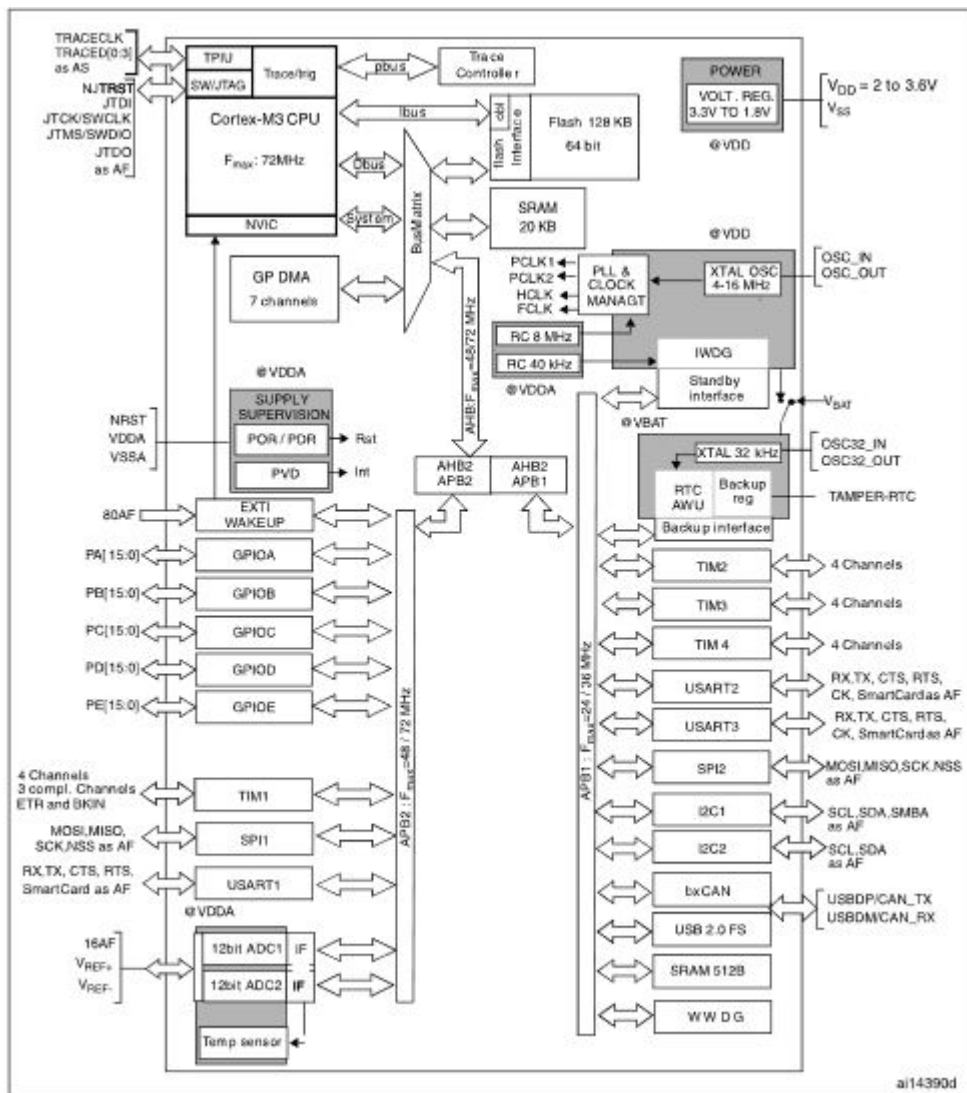 TRACECLK
TRACED[0:3]
as AS
NJTRST
JTDI
JTCK/SWCLK
JTMS/SWDIO
JTDO
as AF
TPIU
SW/JTAG
Trace/trig
Cortex-M3 CPU
Fmax: 72MHz
NVIC
pbus
Trace
Controller
Ibus
Dbus
System
BusMatrix
obl
flash
Interface
Flash 128 KB
64 bit
SRAM
20 KB
POWER
VOLT. REG.
3.3V TO 1.8V
@VDD
VDD = 2 to 3.6V
VSS
GP DMA
7 channels
AHB:Fmax=48/72 MHz
PCLK1
PCLK2
HCLK
FCLK
PLL &
CLOCK
MANAGT
@VDD
XTAL OSC
4-16 MHz
OSC_IN
OSC_OUT
RC 8 MHz
RC 40 kHz
@VDDA
IWDG
Standby
interface
VBAT
@VBAT
XTAL 32 kHz
OSC32_IN
OSC32_OUT
RTC
AWU
Backup
reg
TAMPER-RTC
Backup interface
@VDDA
SUPPLY
SUPERVISION
NRST
VDDA
VSSA
POR / PDR
Rst
PVD
Int
AHB2
APB2
AHB2
APB1
80AF
EXTI
WAKEUP
PA[15:0]
GPIOA
PB[15:0]
GPIOB
PC[15:0]
GPIOC
PD[15:0]
GPIOD
PE[15:0]
GPIOE
APB2 : Fmax=48 / 72 MHz
4 Channels
3 compl. Channels
ETR and BKIN
TIM1
MOSI,MISO,
SCK,NSS as AF
SPI1
RX,TX, CTS, RTS,
SmartCard as AF
USART1
@VDDA
16AF
VREF+
VREF-
12bit ADC1
IF
12bit ADC2
IF
Temp sensor
APB1 : Fmax=24 / 36 MHz
TIM2
4 Channels
TIM3
4 Channels
TIM 4
4 Channels
USART2
RX,TX, CTS, RTS,
CK, SmartCard as AF
USART3
RX,TX, CTS, RTS,
CK, SmartCard as AF
SPI2
MOSI,MISO,SCK,NSS
as AF
I2C1
SCL,SDA,SMBA
as AF
I2C2
SCL,SDA
as AF
bxCAN
USBDP/CAN_TX
USBDM/CAN_RX
USB 2.0 FS
SRAM 512B
WWDG
ai14390d